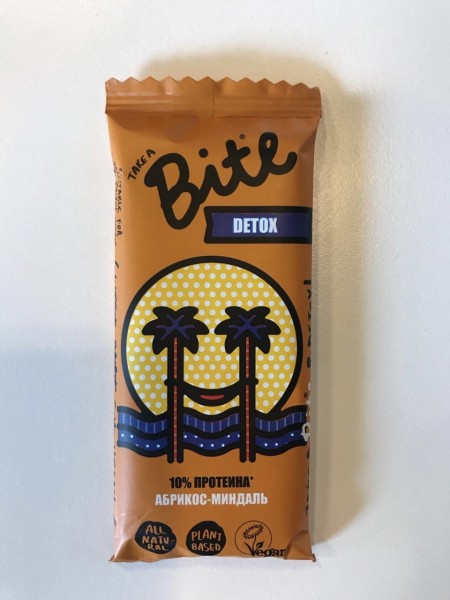 TAKE A
Bite
DETOX
10% ПРОТЕИНА*
АБРИКОС-МИНДАЛЬ
ALL
NATU-
RAL
PLANT
BASED
Vegan